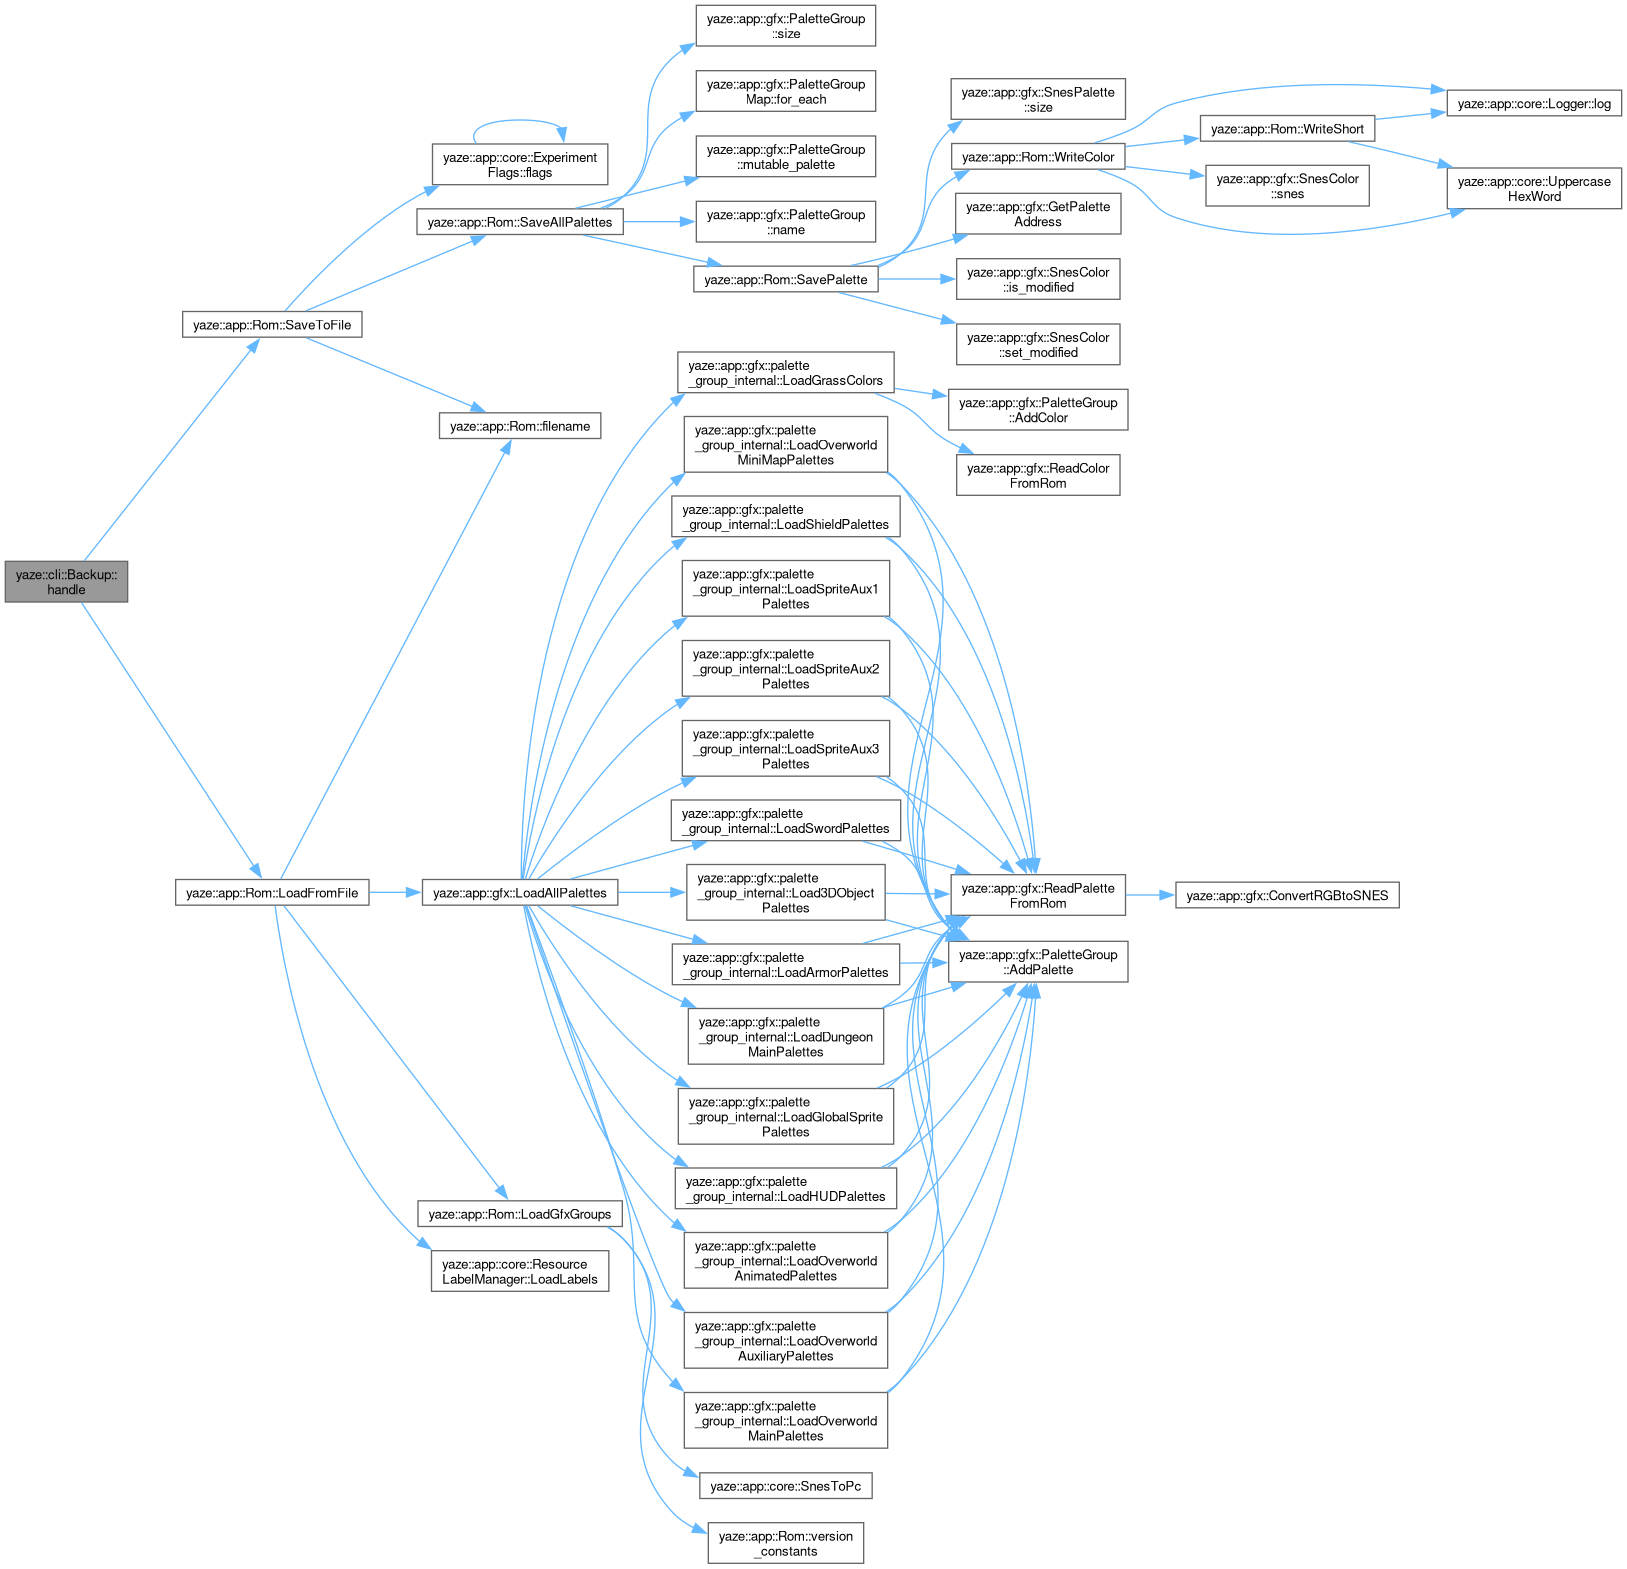 yaze::app::gfx::PaletteGroup
::size
yaze::app::gfx::PaletteGroup
Map::for_each
yaze::app::gfx::SnesPalette
::size
yaze::app::core::Logger::log
yaze::app::Rom::WriteShort
yaze::app::core::Experiment
Flags::flags
yaze::app::gfx::PaletteGroup
::mutable_palette
yaze::app::Rom::WriteColor
yaze::app::gfx::SnesColor
::snes
yaze::app::core::Uppercase
HexWord
yaze::app::Rom::SaveAllPalettes
yaze::app::gfx::PaletteGroup
::name
yaze::app::gfx::GetPalette
Address
yaze::app::Rom::SavePalette
yaze::app::gfx::SnesColor
::is_modified
yaze::app::Rom::SaveToFile
yaze::app::gfx::SnesColor
::set_modified
yaze::app::gfx::palette
_group_internal::LoadGrassColors
yaze::app::gfx::PaletteGroup
::AddColor
yaze::app::Rom::filename
yaze::app::gfx::palette
_group_internal::LoadOverworld
MiniMapPalettes
yaze::app::gfx::ReadColor
FromRom
yaze::app::gfx::palette
_group_internal::LoadShieldPalettes
yaze::cli::Backup::
handle
yaze::app::gfx::palette
_group_internal::LoadSpriteAux1
Palettes
yaze::app::gfx::palette
_group_internal::LoadSpriteAux2
Palettes
yaze::app::gfx::palette
_group_internal::LoadSpriteAux3
Palettes
yaze::app::gfx::palette
_group_internal::LoadSwordPalettes
yaze::app::Rom::LoadFromFile
yaze::app::gfx::LoadAllPalettes
yaze::app::gfx::palette
_group_internal::Load3DObject
Palettes
yaze::app::gfx::ReadPalette
FromRom
yaze::app::gfx::ConvertRGBtoSNES
yaze::app::gfx::palette
_group_internal::LoadArmorPalettes
yaze::app::gfx::PaletteGroup
::AddPalette
yaze::app::gfx::palette
_group_internal::LoadDungeon
MainPalettes
yaze::app::gfx::palette
_group_internal::LoadGlobalSprite
Palettes
yaze::app::gfx::palette
_group_internal::LoadHUDPalettes
yaze::app::Rom::LoadGfxGroups
yaze::app::core::Resource
LabelManager::LoadLabels
yaze::app::gfx::palette
_group_internal::LoadOverworld
AnimatedPalettes
yaze::app::gfx::palette
_group_internal::LoadOverworld
AuxiliaryPalettes
yaze::app::gfx::palette
_group_internal::LoadOverworld
MainPalettes
yaze::app::core::SnesToPc
yaze::app::Rom::version
_constants